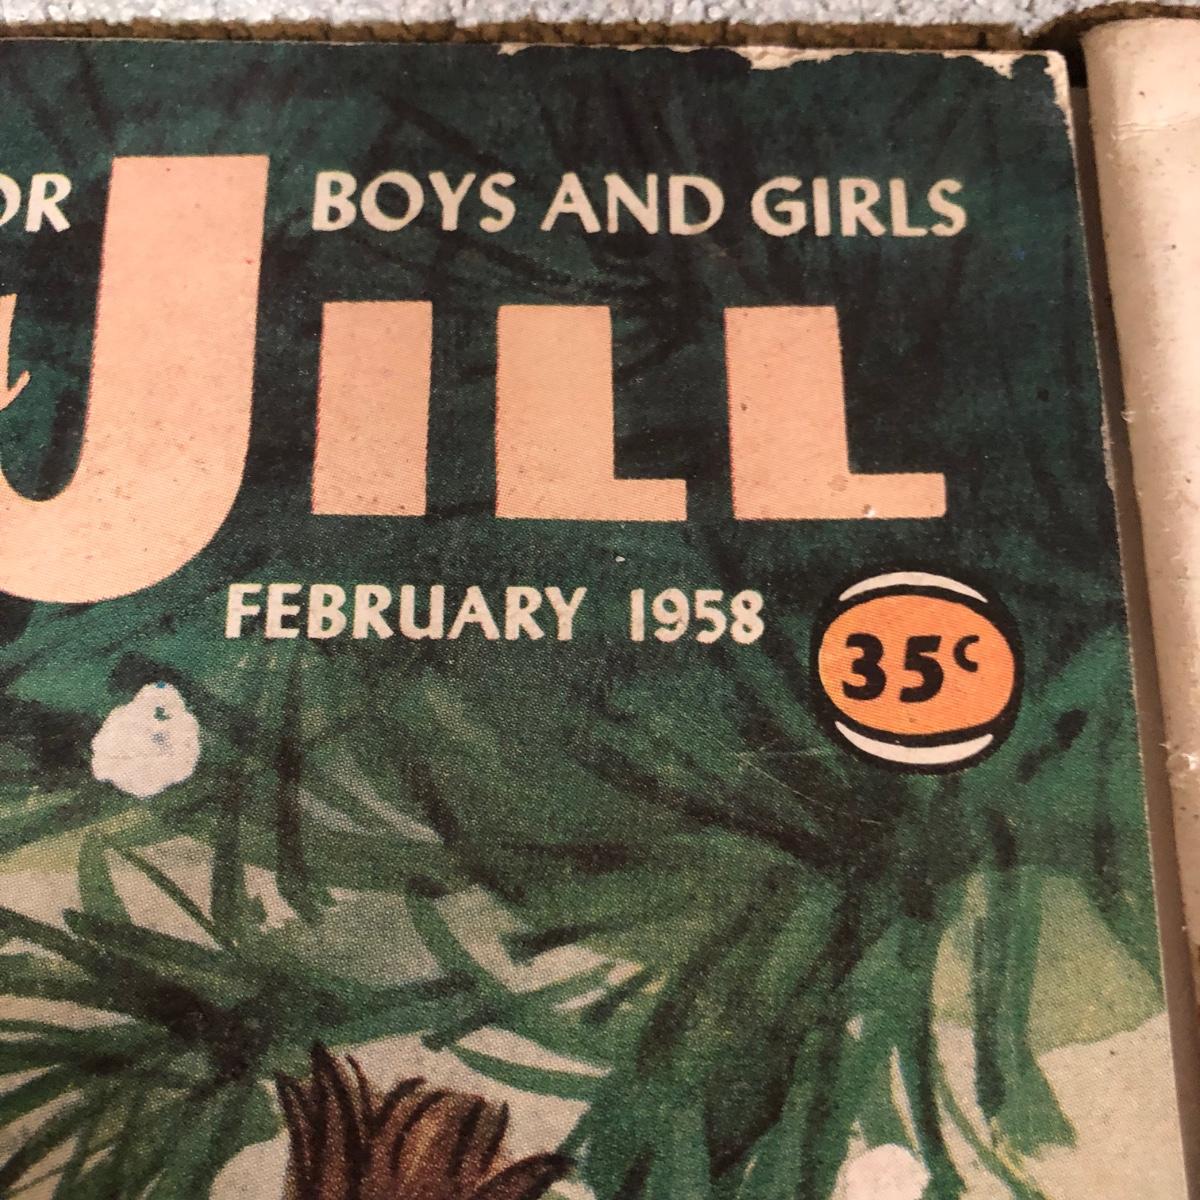 OR BOYS AND GIRLS
JILL
FEBRUARY 1958
35¢